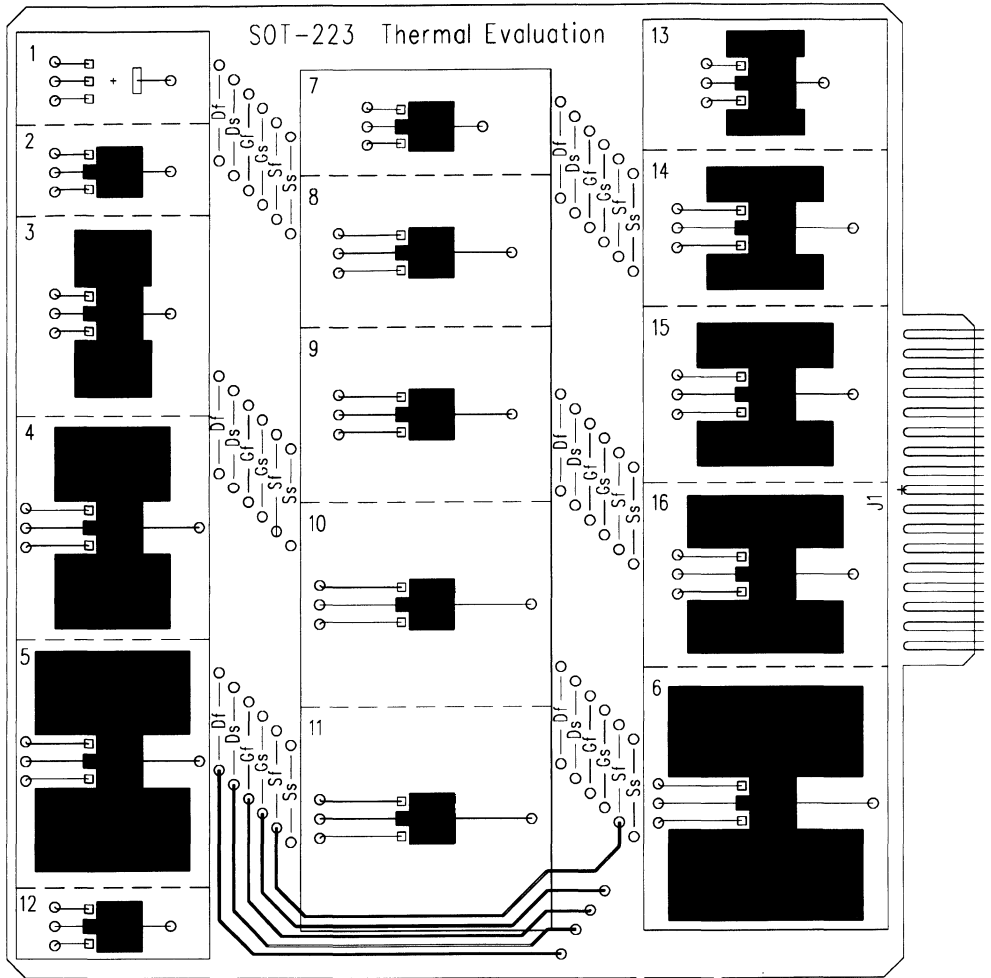 SOT-223 Thermal Evaluation
1
2
3
4
5
12
Df
Ds
Gf
Gs
Sf
Ss
Df
Ds
Gf
Gs
Sf
Ss
Df
Ds
Gf
Gs
Sf
Ss
7
8
9
10
11
Df
Ds
Gf
Gs
Sf
Ss
Df
Ds
Gf
Gs
Sf
Ss
Df
Ds
Gf
Gs
Sf
Ss
13
14
15
16
6
J1